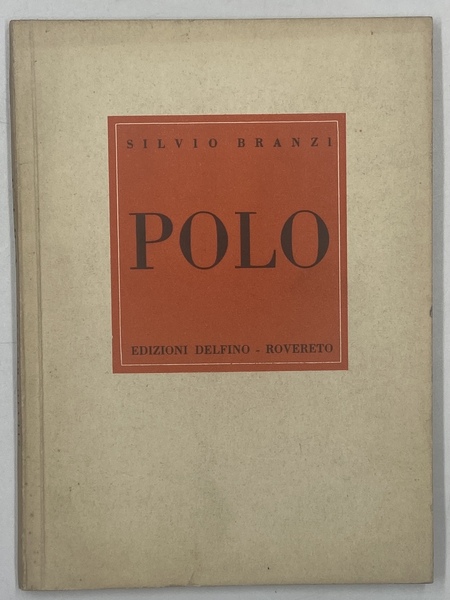 SILVIO BRANZI
POLO
EDIZIONI DELFINO - ROVERETO